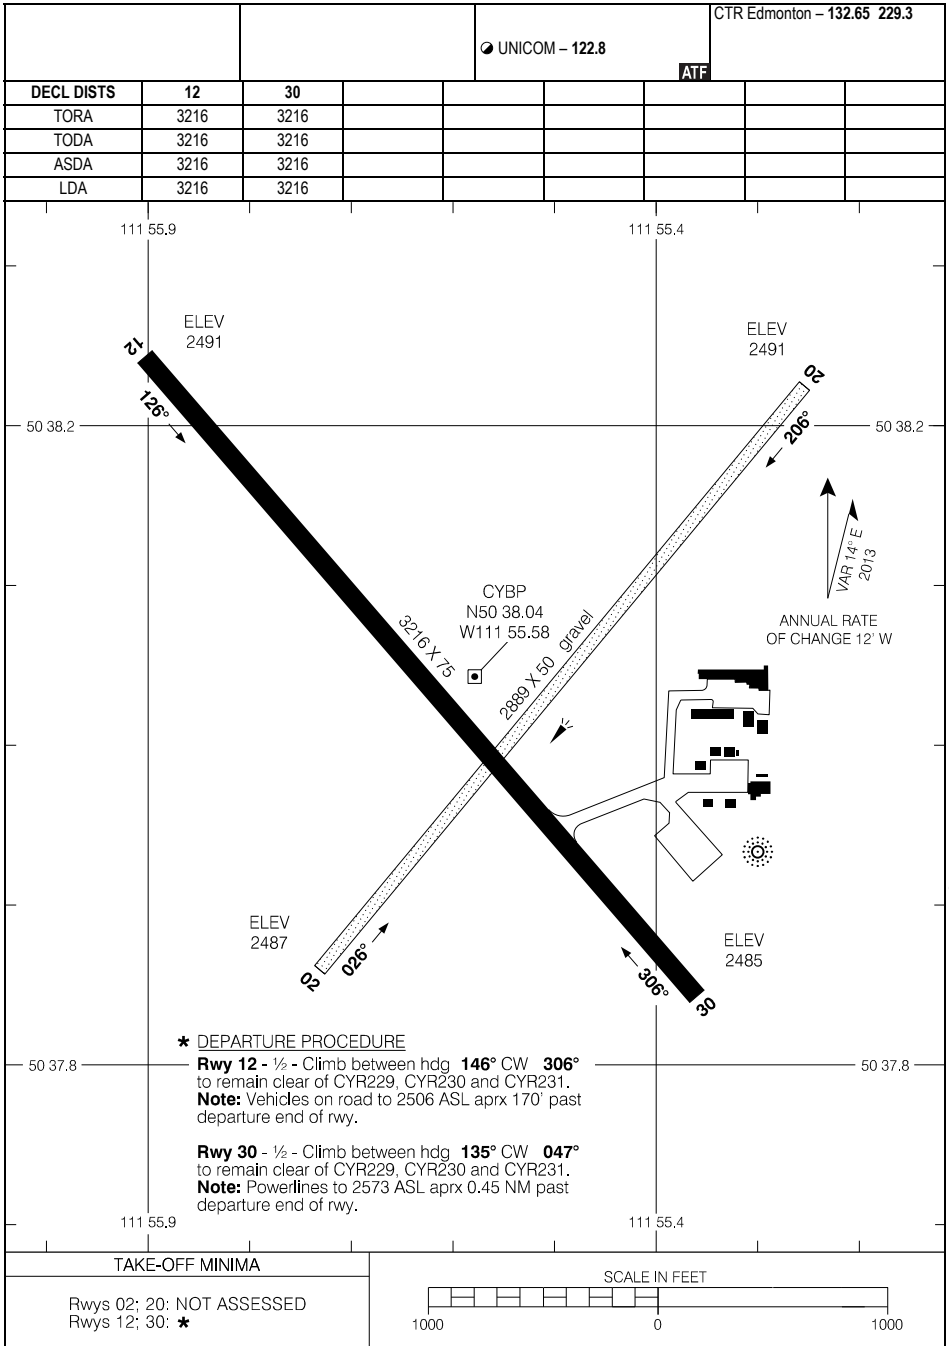 CTR Edmonton – 132.65 229.3
UNICOM – 122.8
ATF
DECL DISTS 12 30
TORA 3216 3216
TODA 3216 3216
ASDA 3216 3216
LDA 3216 3216
111 55.9 111 55.4
ELEV
2491
ELEV
2491
12
20
126°
206°
50 38.2 50 38.2
VAR 14° E
2013
ANNUAL RATE
OF CHANGE 12' W
CYBP
N50 38.04
W111 55.58
3216 X 75
2889 X 50 gravel
ELEV
2487
026°
02
ELEV
2485
306°
30
* DEPARTURE PROCEDURE
50 37.8 50 37.8
Rwy 12 - ½ - Climb between hdg 146° CW 306°
to remain clear of CYR229, CYR230 and CYR231.
Note: Vehicles on road to 2506 ASL aprx 170' past
departure end of rwy.
Rwy 30 - ½ - Climb between hdg 135° CW 047°
to remain clear of CYR229, CYR230 and CYR231.
Note: Powerlines to 2573 ASL aprx 0.45 NM past
departure end of rwy.
111 55.9 111 55.4
TAKE-OFF MINIMA
Rwys 02; 20: NOT ASSESSED
Rwys 12; 30: *
SCALE IN FEET
1000 0 1000